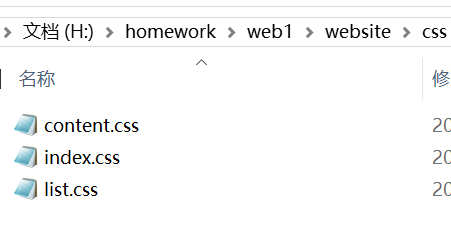 文档 (H:) homework web1 website css
名称 修
content.css 20
index.css 20
list.css 20